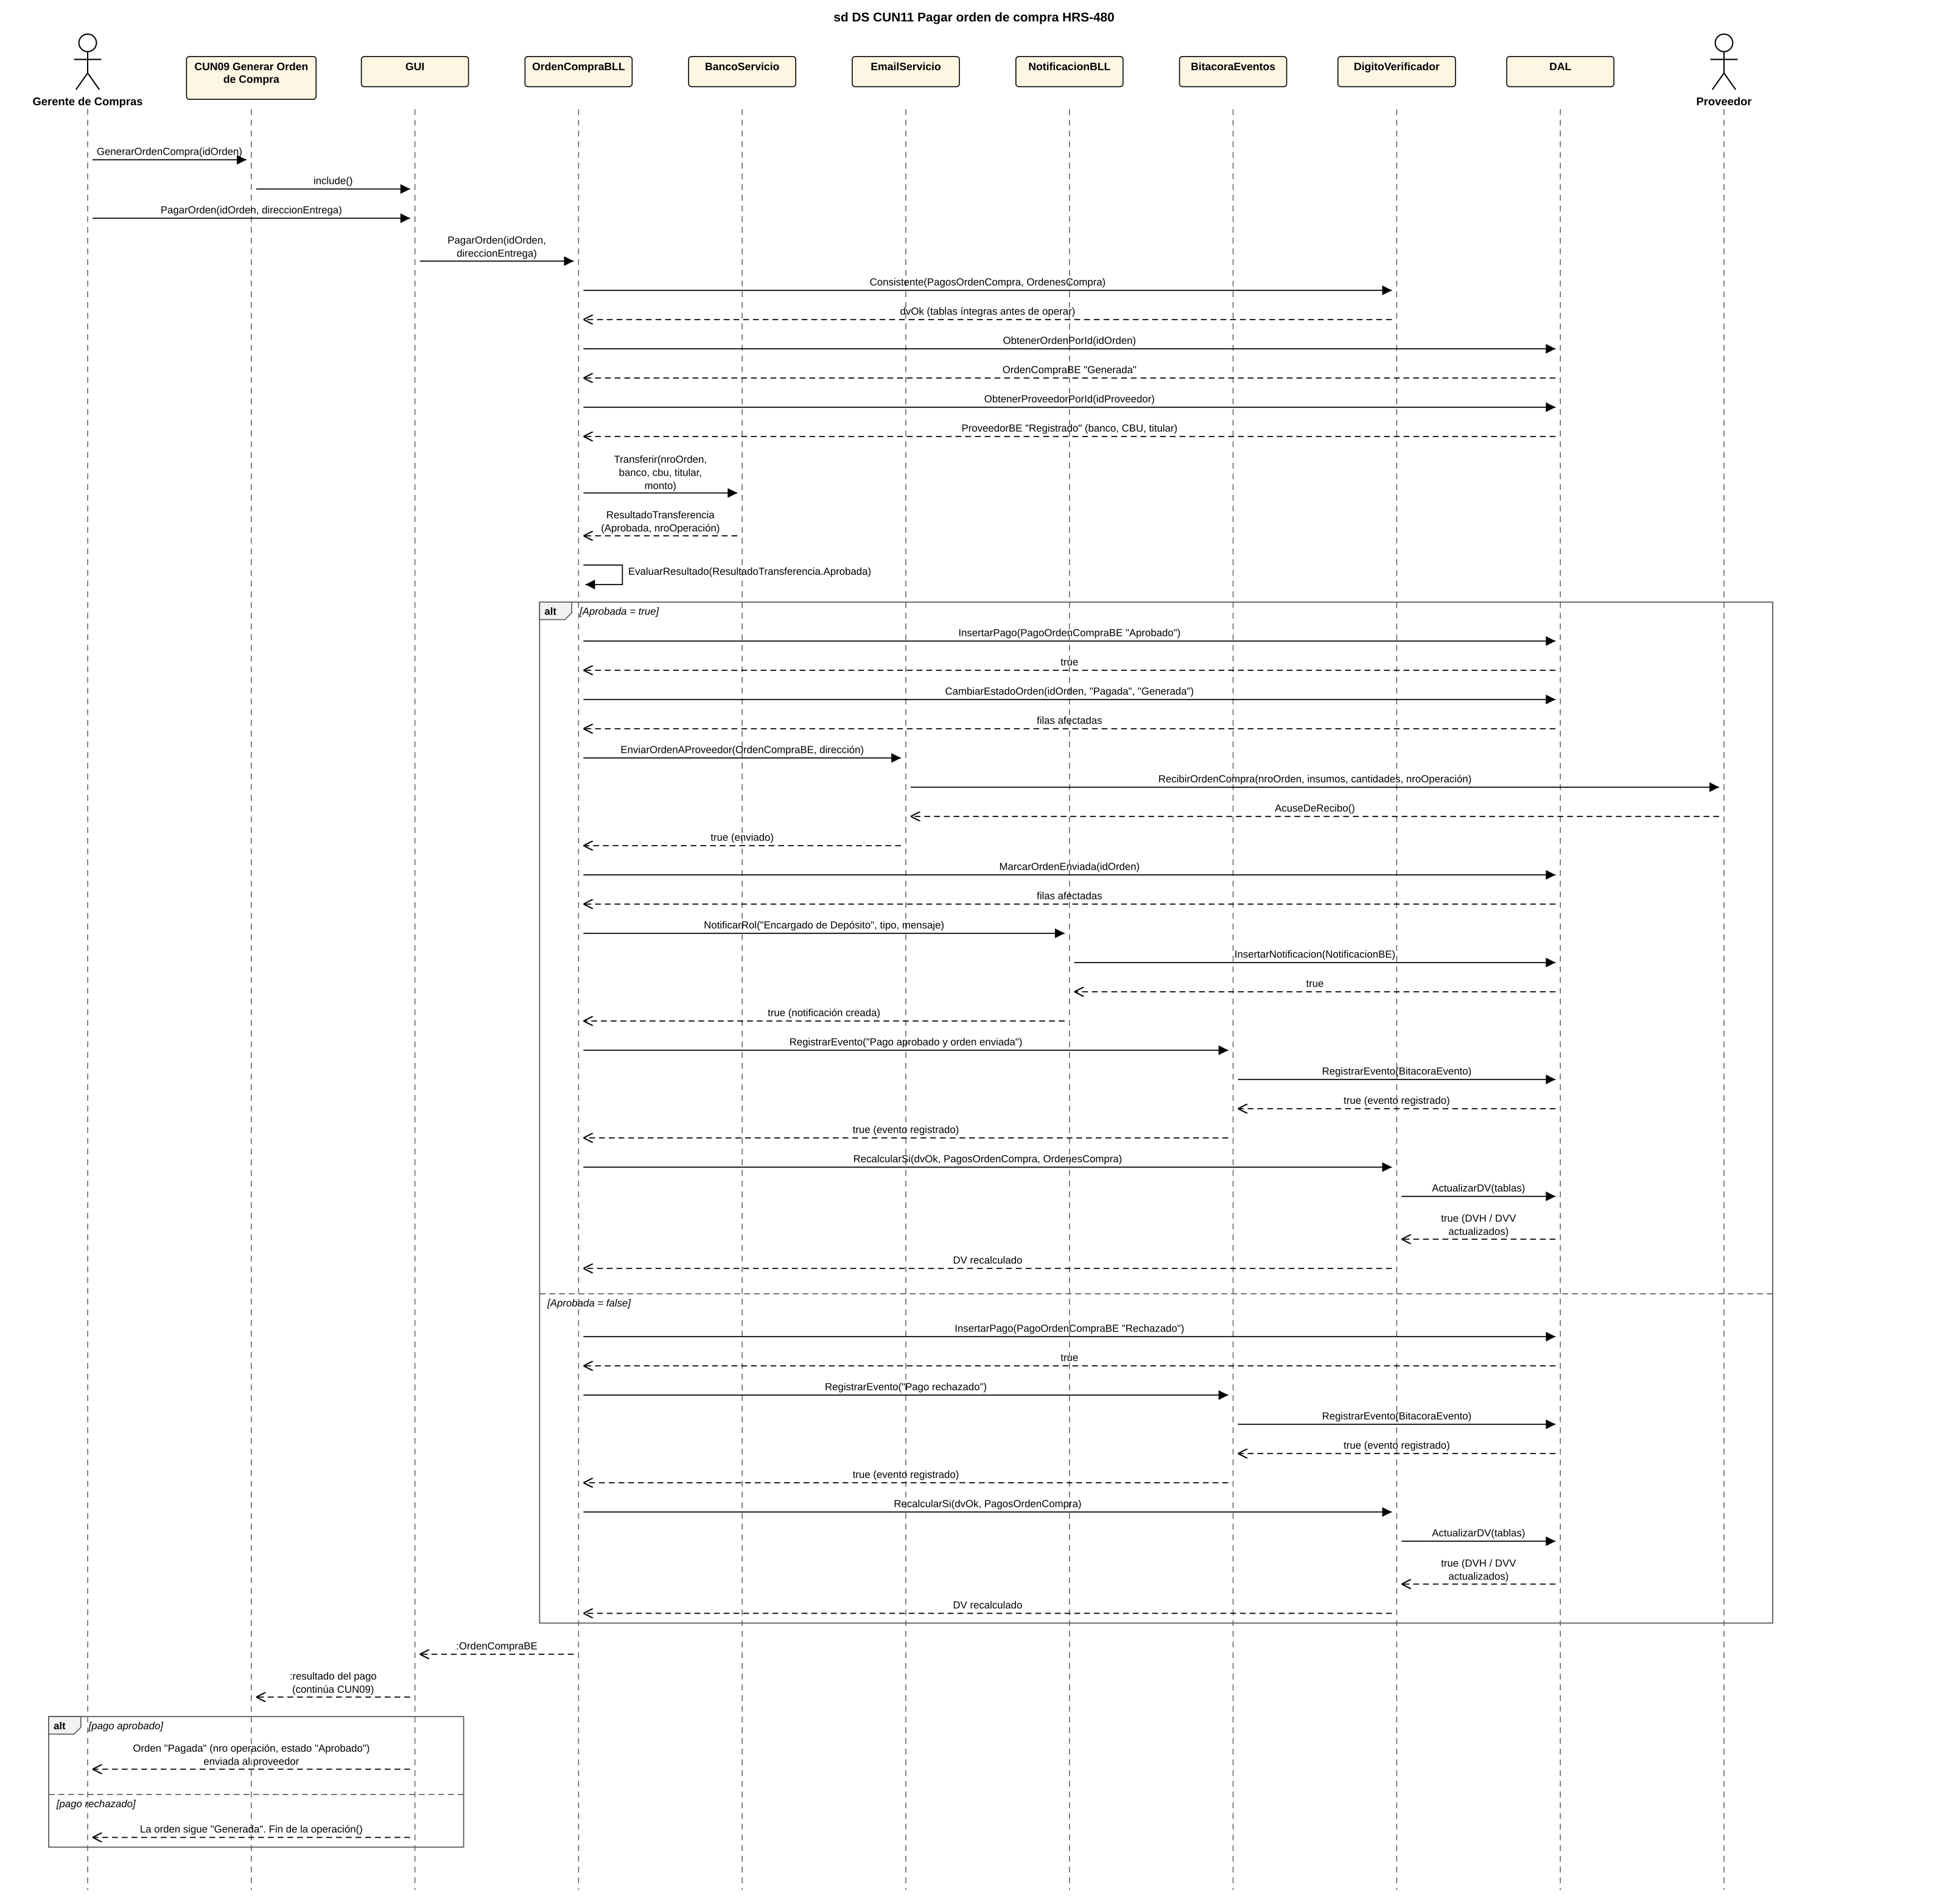 sd DS CUN11 Pagar orden de compra HRS-480
Gerente de Compras
CUN09 Generar Orden
de Compra
GUI
OrdenCompraBLL
BancoServicio
EmailServicio
NotificacionBLL
BitacoraEventos
DigitoVerificador
DAL
Proveedor
GenerarOrdenCompra(idOrden)
include()
PagarOrden(idOrden, direccionEntrega)
PagarOrden(idOrden,
direccionEntrega)
Consistente(PagosOrdenCompra, OrdenesCompra)
dvOk (tablas íntegras antes de operar)
ObtenerOrdenPorId(idOrden)
OrdenCompraBE "Generada"
ObtenerProveedorPorId(idProveedor)
ProveedorBE "Registrado" (banco, CBU, titular)
Transferir(nroOrden,
banco, cbu, titular,
monto)
ResultadoTransferencia
(Aprobada, nroOperación)
EvaluarResultado(ResultadoTransferencia.Aprobada)
alt [Aprobada = true]
InsertarPago(PagoOrdenCompraBE "Aprobado")
true
CambiarEstadoOrden(idOrden, "Pagada", "Generada")
filas afectadas
EnviarOrdenAProveedor(OrdenCompraBE, dirección)
RecibirOrdenCompra(nroOrden, insumos, cantidades, nroOperación)
AcuseDeRecibo()
true (enviado)
MarcarOrdenEnviada(idOrden)
filas afectadas
NotificarRol("Encargado de Depósito", tipo, mensaje)
InsertarNotificacion(NotificacionBE)
true
true (notificación creada)
RegistrarEvento("Pago aprobado y orden enviada")
RegistrarEvento(BitacoraEvento)
true (evento registrado)
true (evento registrado)
RecalcularSi(dvOk, PagosOrdenCompra, OrdenesCompra)
ActualizarDV(tablas)
true (DVH / DVV
actualizados)
DV recalculado
[Aprobada = false]
InsertarPago(PagoOrdenCompraBE "Rechazado")
true
RegistrarEvento("Pago rechazado")
RegistrarEvento(BitacoraEvento)
true (evento registrado)
true (evento registrado)
RecalcularSi(dvOk, PagosOrdenCompra)
ActualizarDV(tablas)
true (DVH / DVV
actualizados)
DV recalculado
:OrdenCompraBE
:resultado del pago
(continúa CUN09)
alt [pago aprobado]
Orden "Pagada" (nro operación, estado "Aprobado")
enviada al proveedor
[pago rechazado]
La orden sigue "Generada". Fin de la operación()